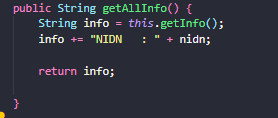 public String getAllInfo() {
    String info = this.getInfo();
    info += "NIDN   : " + nidn;

    return info;

}